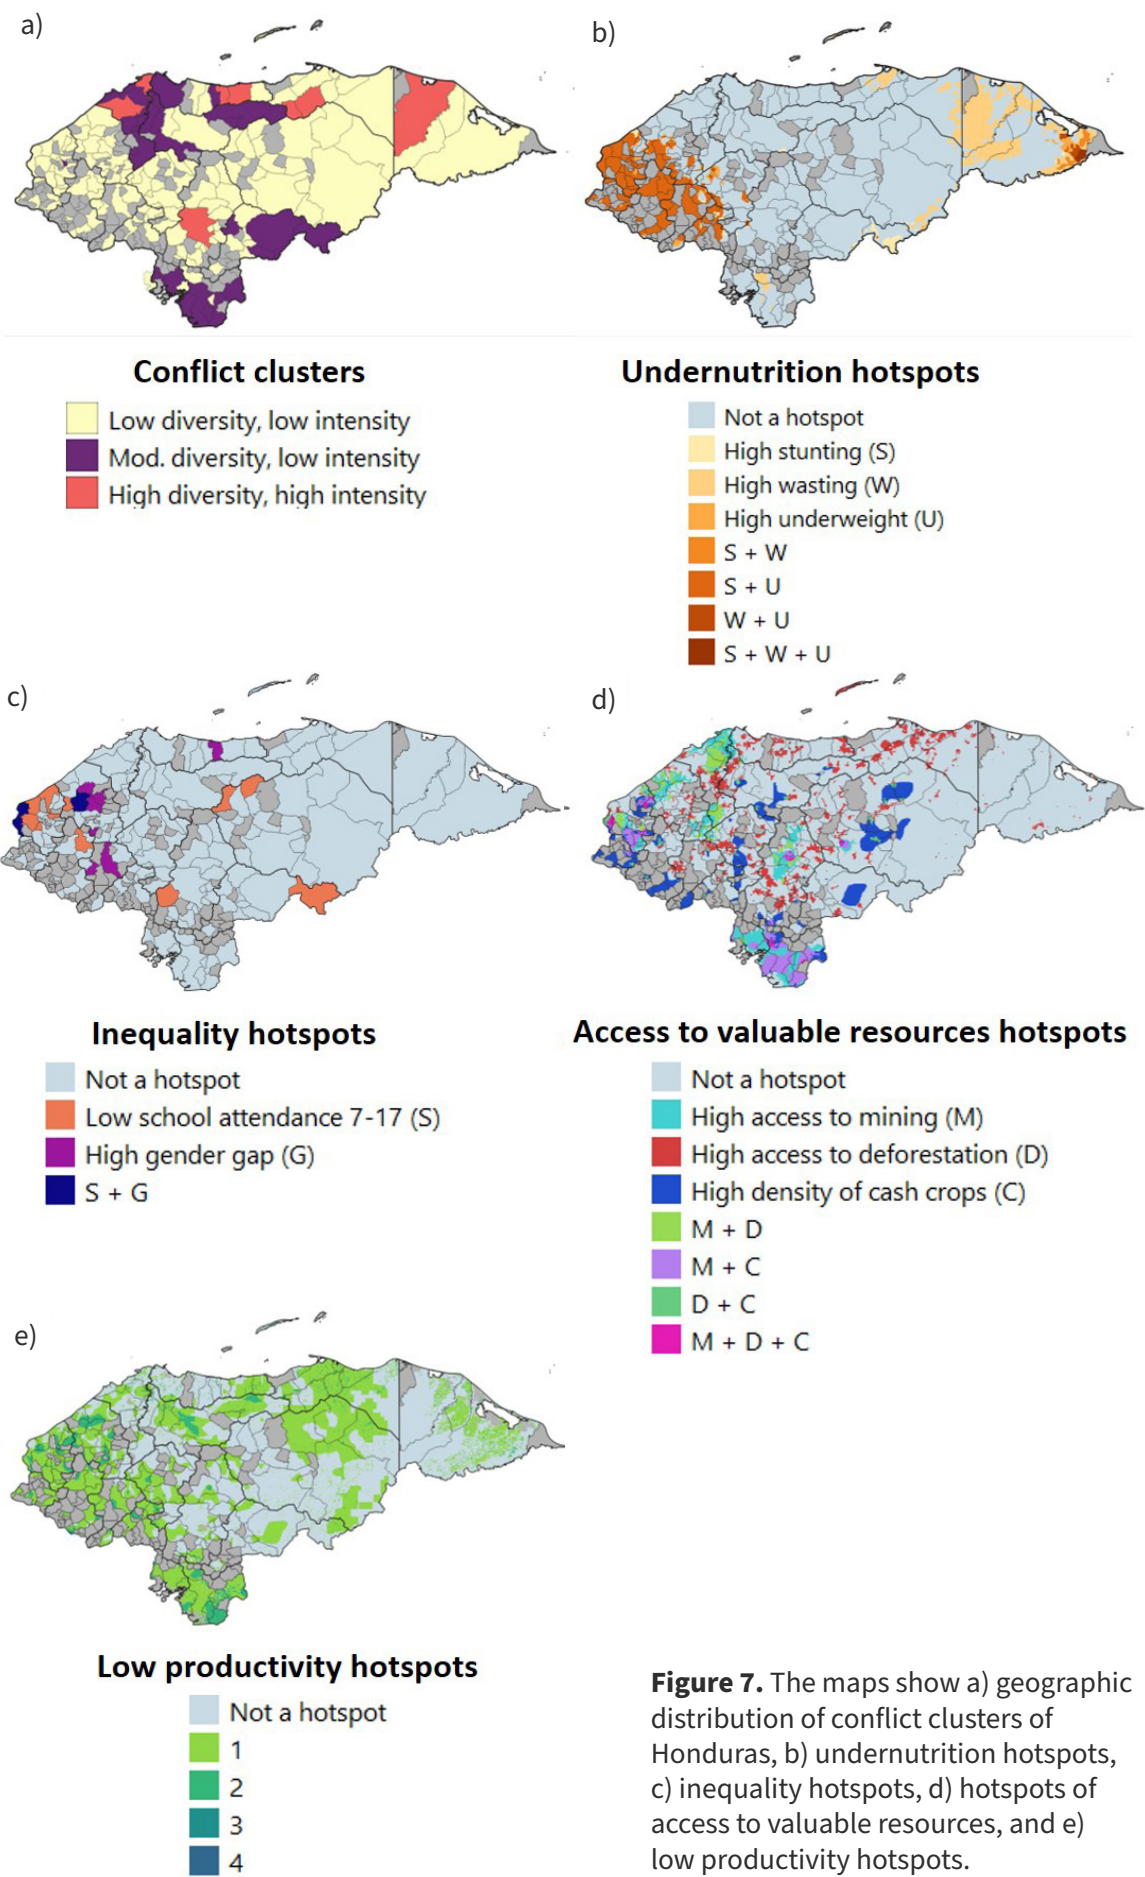 a)
b)
Conflict clusters
Low diversity, low intensity
Mod. diversity, low intensity
High diversity, high intensity
Undernutrition hotspots
Not a hotspot
High stunting (S)
High wasting (W)
High underweight (U)
S + W
S + U
W + U
S + W + U
c)
d)
Inequality hotspots
Not a hotspot
Low school attendance 7-17 (S)
High gender gap (G)
S + G
Access to valuable resources hotspots
Not a hotspot
High access to mining (M)
High access to deforestation (D)
High density of cash crops (C)
M + D
M + C
D + C
M + D + C
e)
Low productivity hotspots
Not a hotspot
1
2
3
4
Figure 7. The maps show a) geographic
distribution of conflict clusters of
Honduras, b) undernutrition hotspots,
c) inequality hotspots, d) hotspots of
access to valuable resources, and e)
low productivity hotspots.